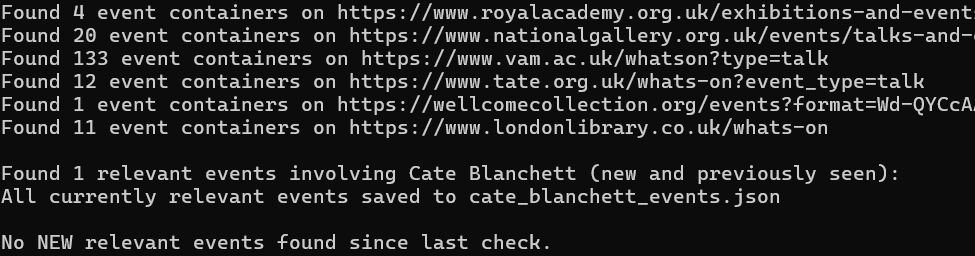 Found 4 event containers on https://www.royalacademy.org.uk/exhibitions-and-event
Found 20 event containers on https://www.nationalgallery.org.uk/events/talks-and-
Found 133 event containers on https://www.vam.ac.uk/whatson?type=talk
Found 12 event containers on https://www.tate.org.uk/whats-on?event_type=talk
Found 1 event containers on https://wellcomecollection.org/events?format=Wd-QYCcA
Found 11 event containers on https://www.londonlibrary.co.uk/whats-on
Found 1 relevant events involving Cate Blanchett (new and previously seen):
All currently relevant events saved to cate_blanchett_events.json
No NEW relevant events found since last check.